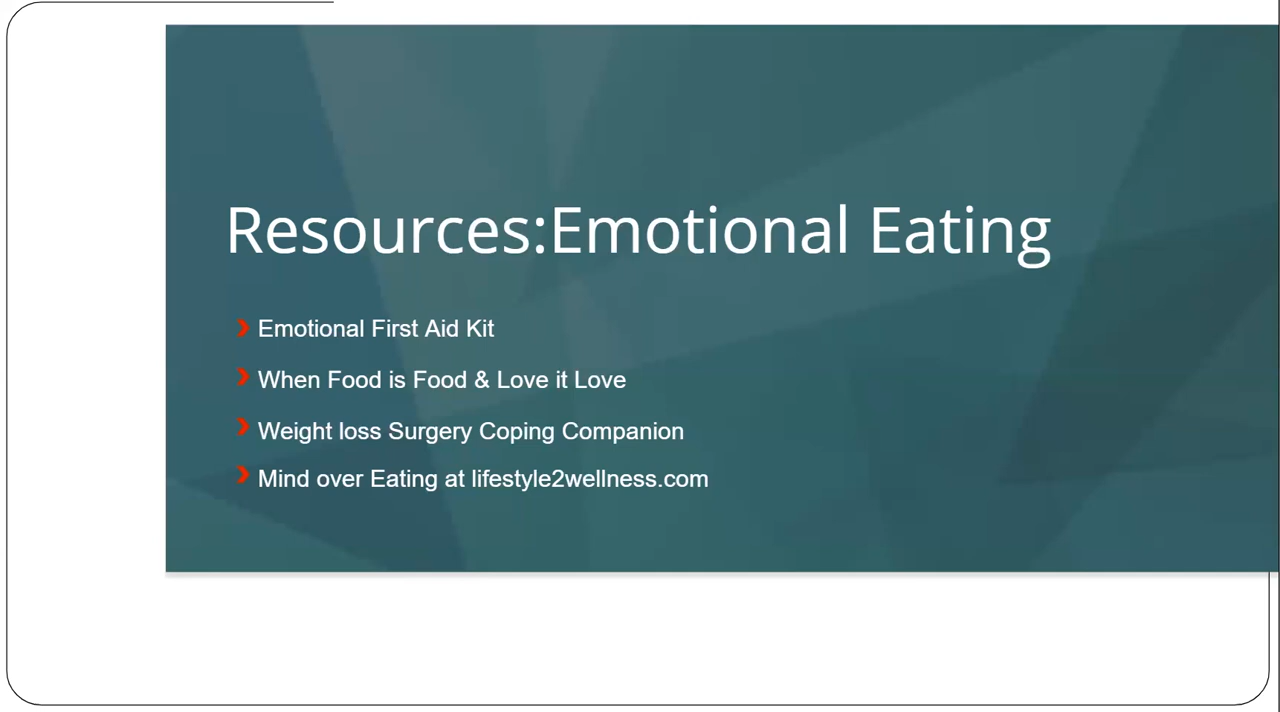 Resources:Emotional Eating
Emotional First Aid Kit
When Food is Food & Love it Love
Weight loss Surgery Coping Companion
Mind over Eating at lifestyle2wellness.com